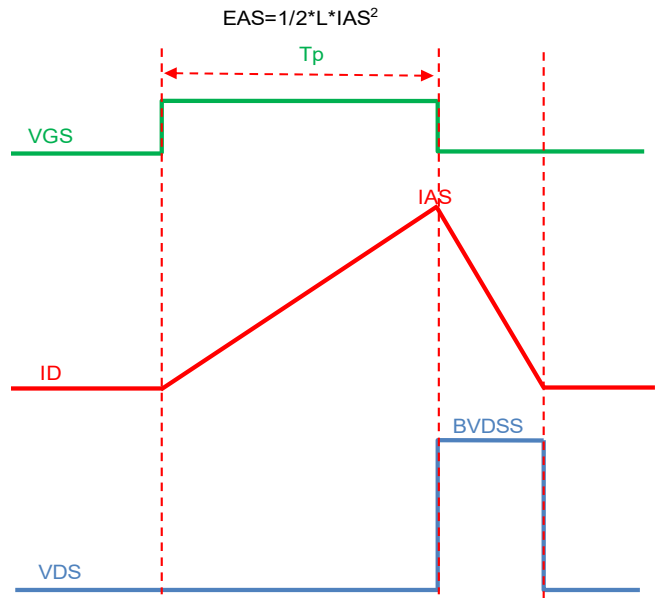 EAS=1/2*L*IAS²
Tp
VGS
IAS
ID
BVDSS
VDS